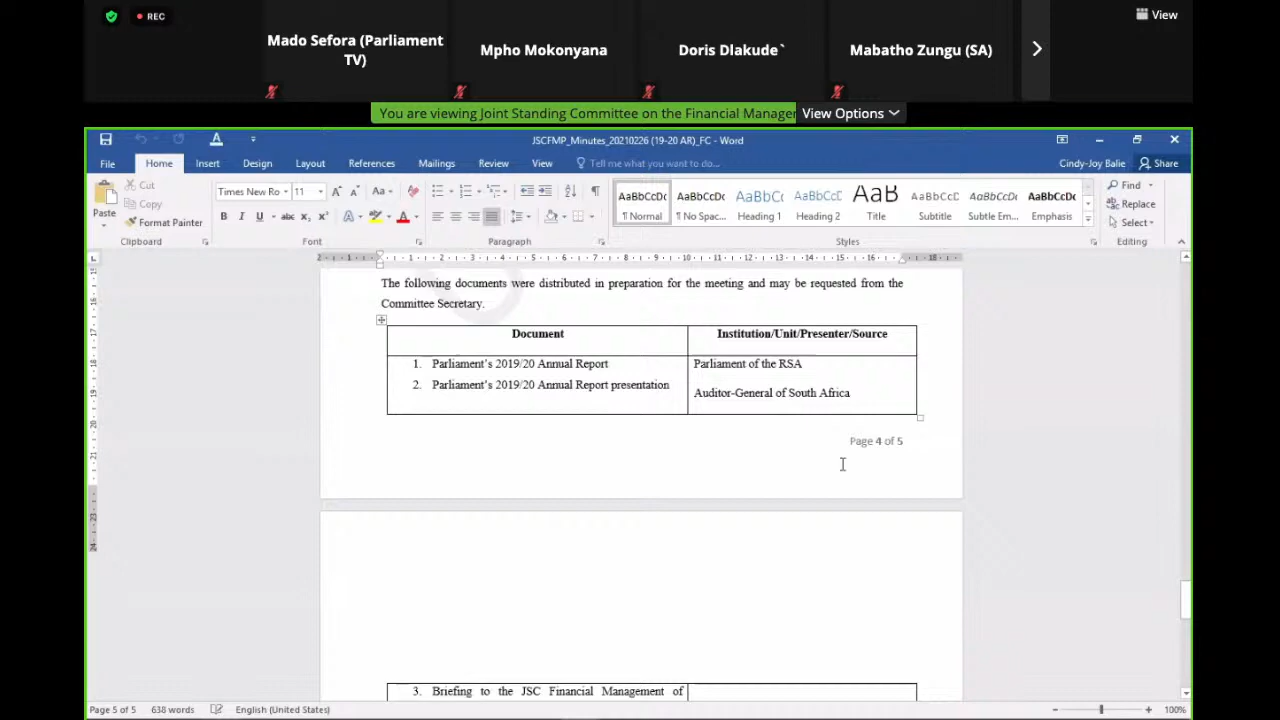 REC
View
Mado Sefora (Parliament
TV)
Mpho Mokonyana
Doris Dlakude`
Mabatho Zungu (SA)
You are viewing Joint Standing Committee on the Financial Manager
View Options
JSCFMP_Minutes_20210226 (19-20 AR)_FC - Word
File Home Insert Design Layout References Mailings Review View Tell me what you want to do... Cindy-Joy Balie Share
Paste
Cut
Copy
Format Painter
Times New Ro 11
AaBbCcDc AaBbCcDc AaBbCc AaBbCcC AaB AaBbCcD AaBbCcDc AaBbCcDc
¶ Normal ¶ No Spac... Heading 1 Heading 2 Title Subtitle Subtle Em... Emphasis
Find
Replace
Select
Clipboard Font Paragraph Styles Editing
The following documents were distributed in preparation for the meeting and may be requested from the
Committee Secretary.
Document Institution/Unit/Presenter/Source
1. Parliament's 2019/20 Annual Report Parliament of the RSA
2. Parliament's 2019/20 Annual Report presentation
Auditor-General of South Africa
Page 4 of 5
3. Briefing to the JSC Financial Management of
Page 5 of 5 638 words English (United States) 100%